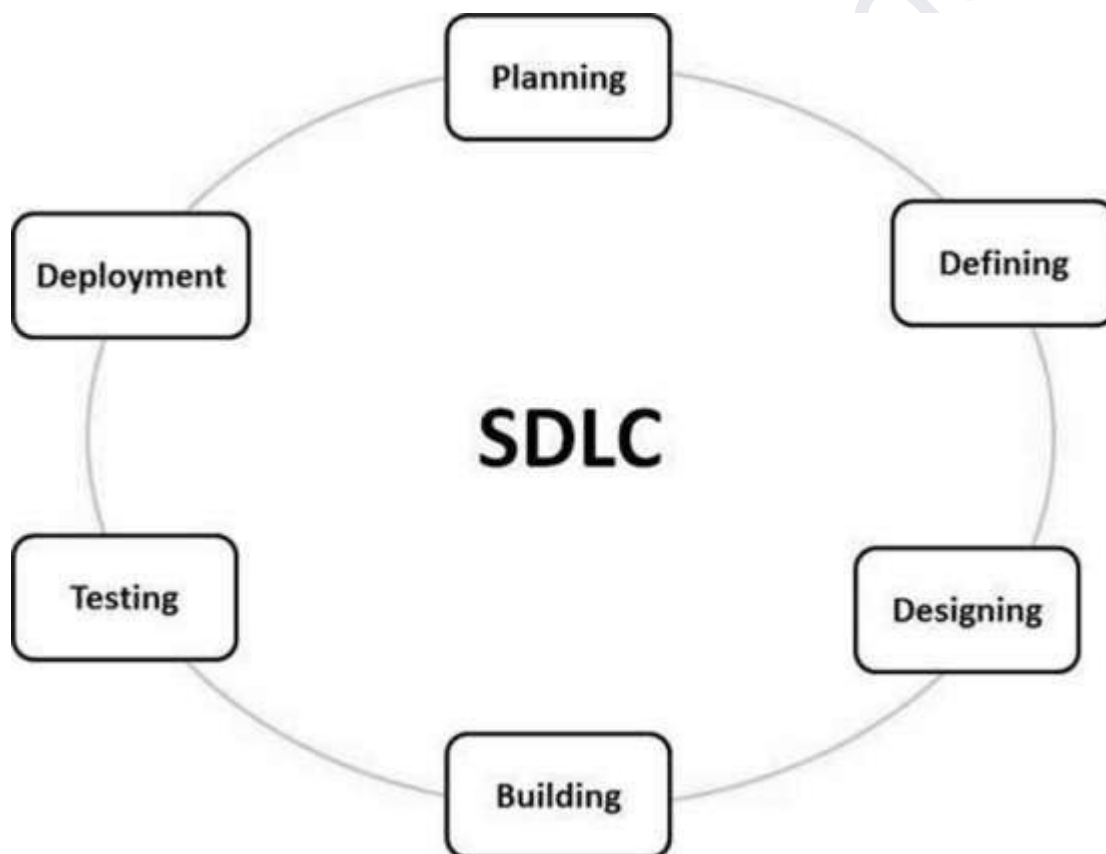 Planning
Defining
Designing
Building
Testing
Deployment
SDLC